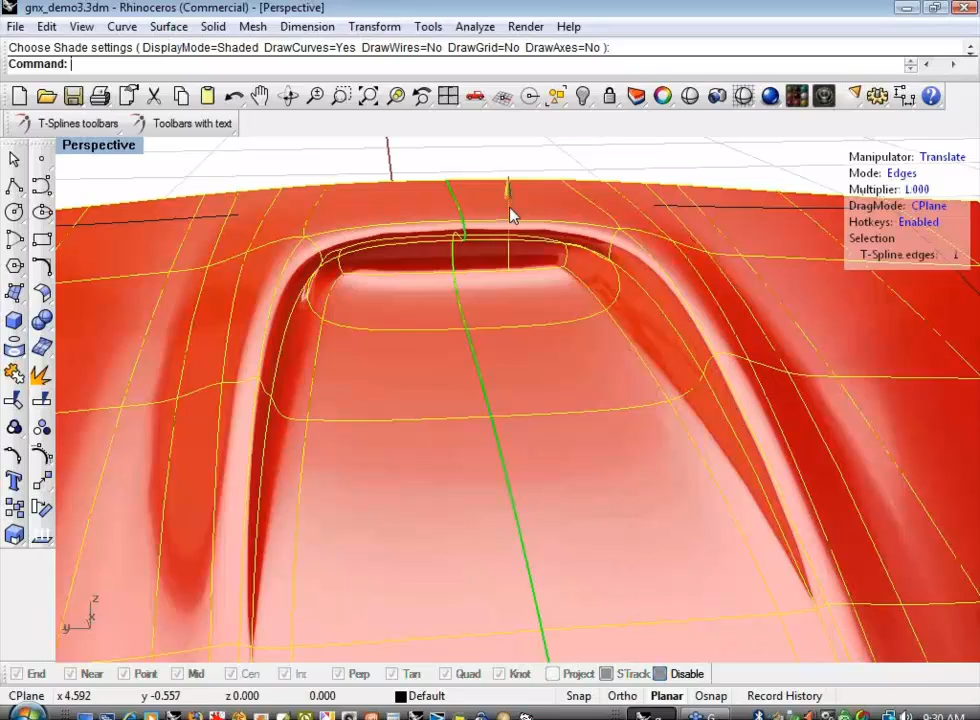 gnx_demo3.3dm - Rhinoceros (Commercial) - [Perspective]
File Edit View Curve Surface Solid Mesh Dimension Transform Tools Analyze Render Help
Choose Shade settings ( DisplayMode=Shaded DrawCurves=Yes DrawWires=No DrawGrid=No DrawAxes=No ):
Command:
T-Splines toolbars Toolbars with text
Perspective
Manipulator: Translate
Mode: Edges
Multiplier: 1.000
DragMode: CPlane
Hotkeys: Enabled
Selection
T-Spline edges: 1
z
y x
End Near Point Mid Cen Int Perp Tan Quad Knot Project STrack Disable
CPlane x 4.592 y -0.557 z 0.000 0.000 Default Snap Ortho Planar Osnap Record History
9:30 AM